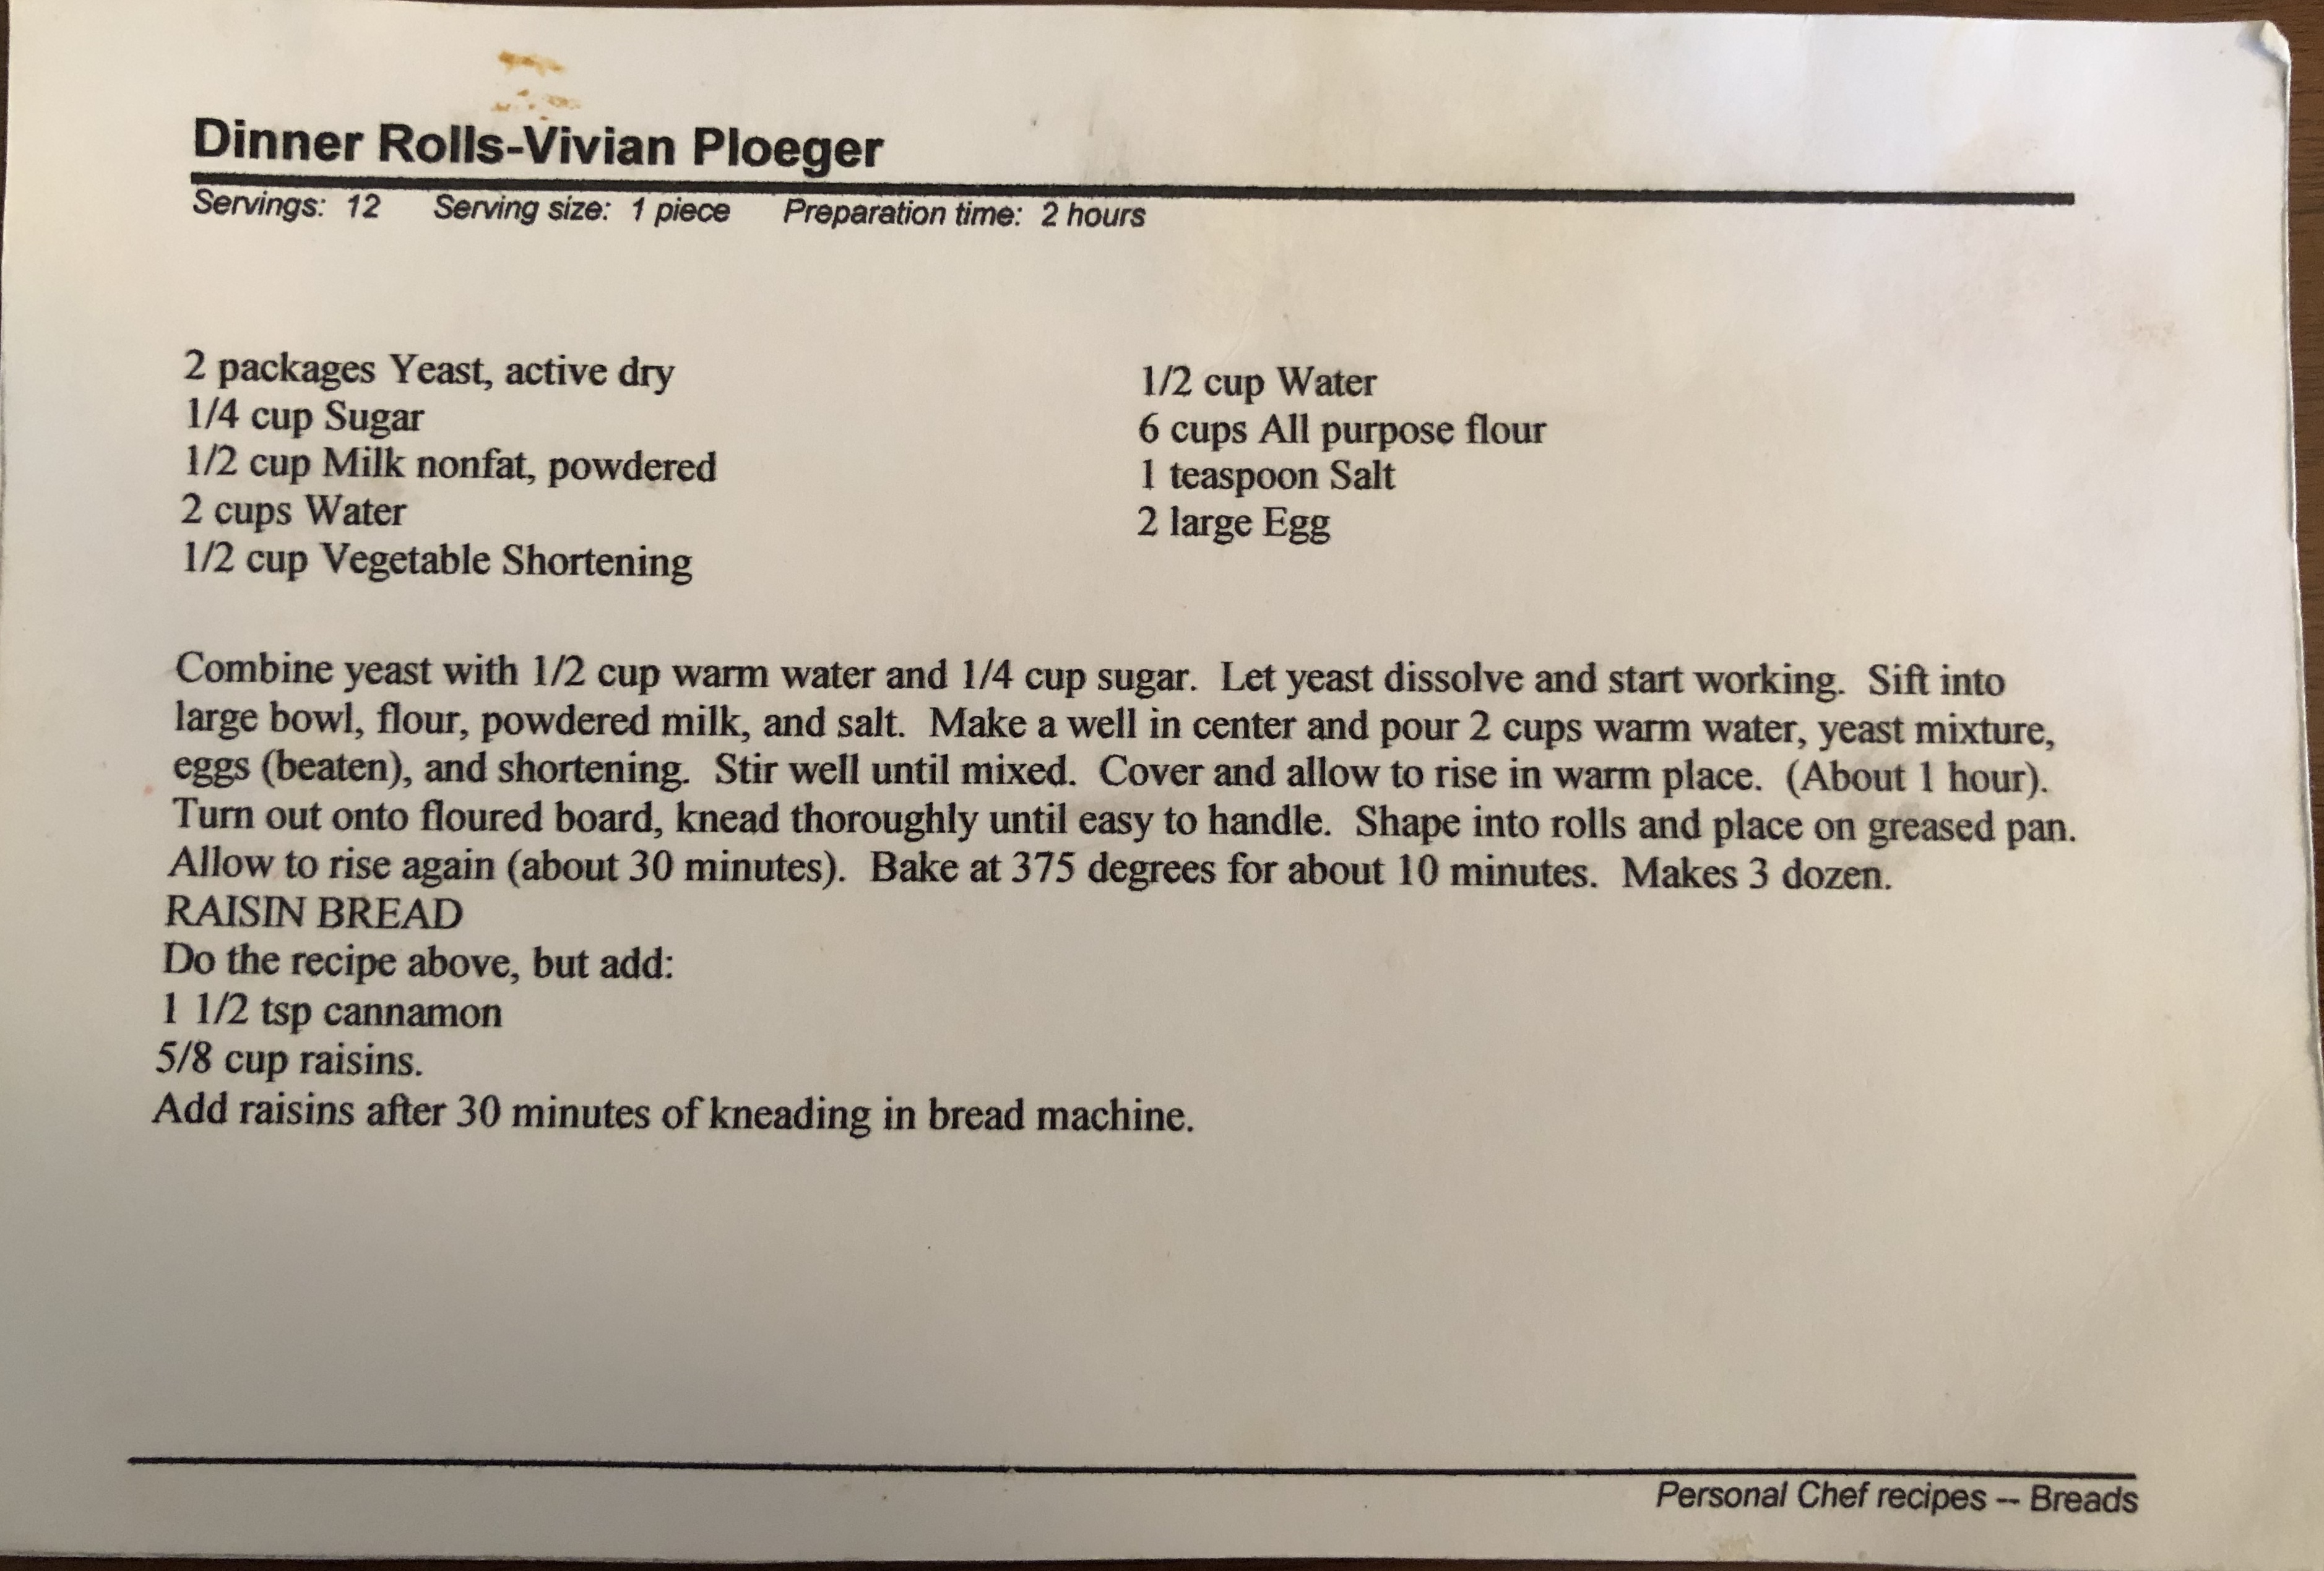 Dinner Rolls-Vivian Ploeger
Servings: 12 Serving size: 1 piece Preparation time: 2 hours
2 packages Yeast, active dry
1/4 cup Sugar
1/2 cup Milk nonfat, powdered
2 cups Water
1/2 cup Vegetable Shortening
1/2 cup Water
6 cups All purpose flour
1 teaspoon Salt
2 large Egg
Combine yeast with 1/2 cup warm water and 1/4 cup sugar. Let yeast dissolve and start working. Sift into
large bowl, flour, powdered milk, and salt. Make a well in center and pour 2 cups warm water, yeast mixture,
eggs (beaten), and shortening. Stir well until mixed. Cover and allow to rise in warm place. (About 1 hour).
Turn out onto floured board, knead thoroughly until easy to handle. Shape into rolls and place on greased pan.
Allow to rise again (about 30 minutes). Bake at 375 degrees for about 10 minutes. Makes 3 dozen.
RAISIN BREAD
Do the recipe above, but add:
1 1/2 tsp cannamon
5/8 cup raisins.
Add raisins after 30 minutes of kneading in bread machine.
Personal Chef recipes -- Breads